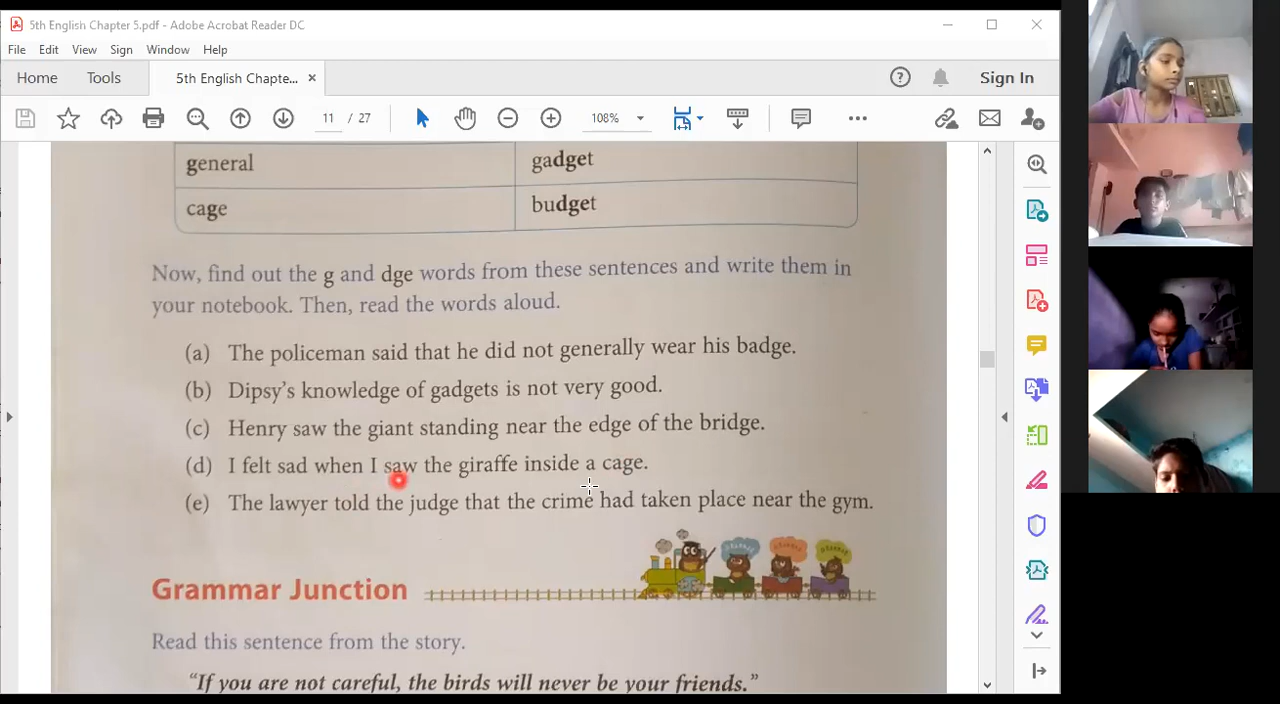 5th English Chapter 5.pdf - Adobe Acrobat Reader DC
File Edit View Sign Window Help
Home Tools 5th English Chapte... × Sign In
11 / 27 108%
general gadget
cage budget
Now, find out the g and dge words from these sentences and write them in
your notebook. Then, read the words aloud.
(a) The policeman said that he did not generally wear his badge.
(b) Dipsy's knowledge of gadgets is not very good.
(c) Henry saw the giant standing near the edge of the bridge.
(d) I felt sad when I saw the giraffe inside a cage.
(e) The lawyer told the judge that the crime had taken place near the gym.
Grammar Junction
Read this sentence from the story.
"If you are not careful, the birds will never be your friends."